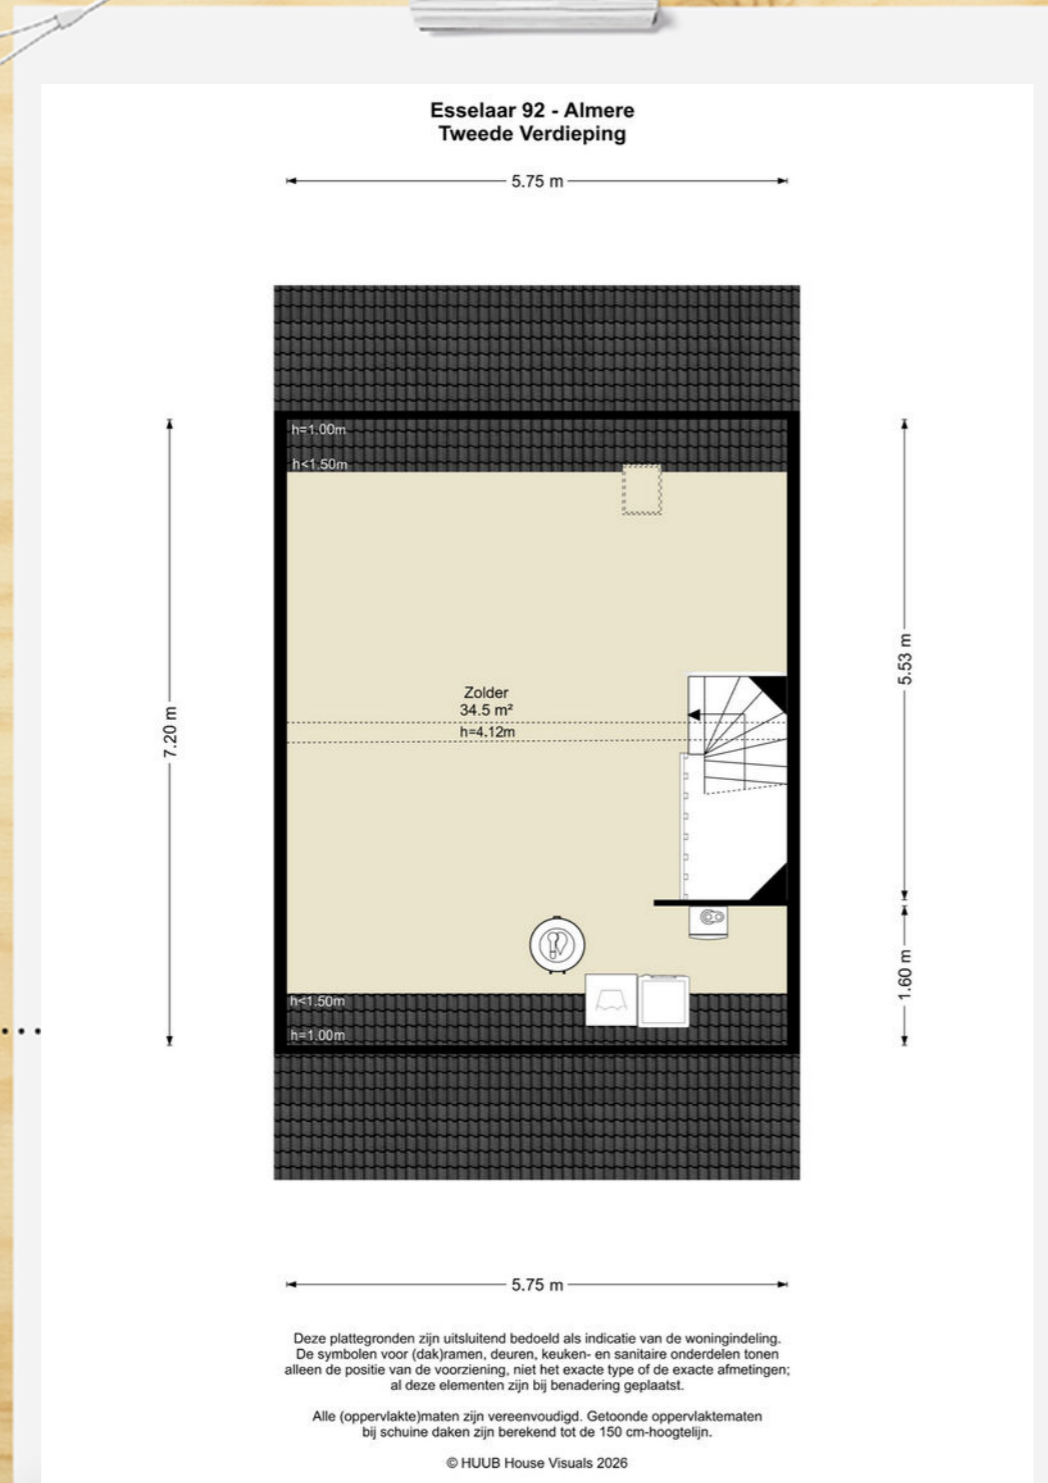 Esselaar 92 - Almere
Tweede Verdieping
5.75 m
h=1.00m
h<1.50m
Zolder
34.5 m²
h=4.12m
7.20 m
5.53 m
1.60 m
h<1.50m
h=1.00m
5.75 m
Deze plattegronden zijn uitsluitend bedoeld als indicatie van de woningindeling.
De symbolen voor (dak)ramen, deuren, keuken- en sanitaire onderdelen tonen
alleen de positie van de voorziening, niet het exacte type of de exacte afmetingen;
al deze elementen zijn bij benadering geplaatst.
Alle (oppervlakte)maten zijn vereenvoudigd. Getoonde oppervlaktematen
bij schuine daken zijn berekend tot de 150 cm-hoogtelijn.
© HUUB House Visuals 2026